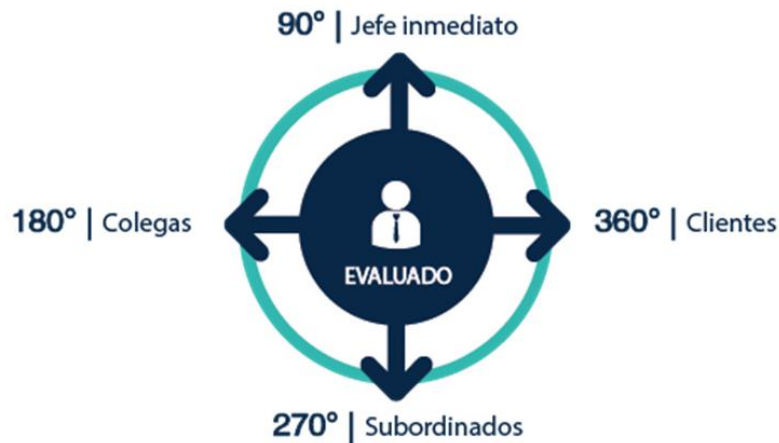 90° | Jefe inmediato
180° | Colegas
360° | Clientes
EVALUADO
270° | Subordinados